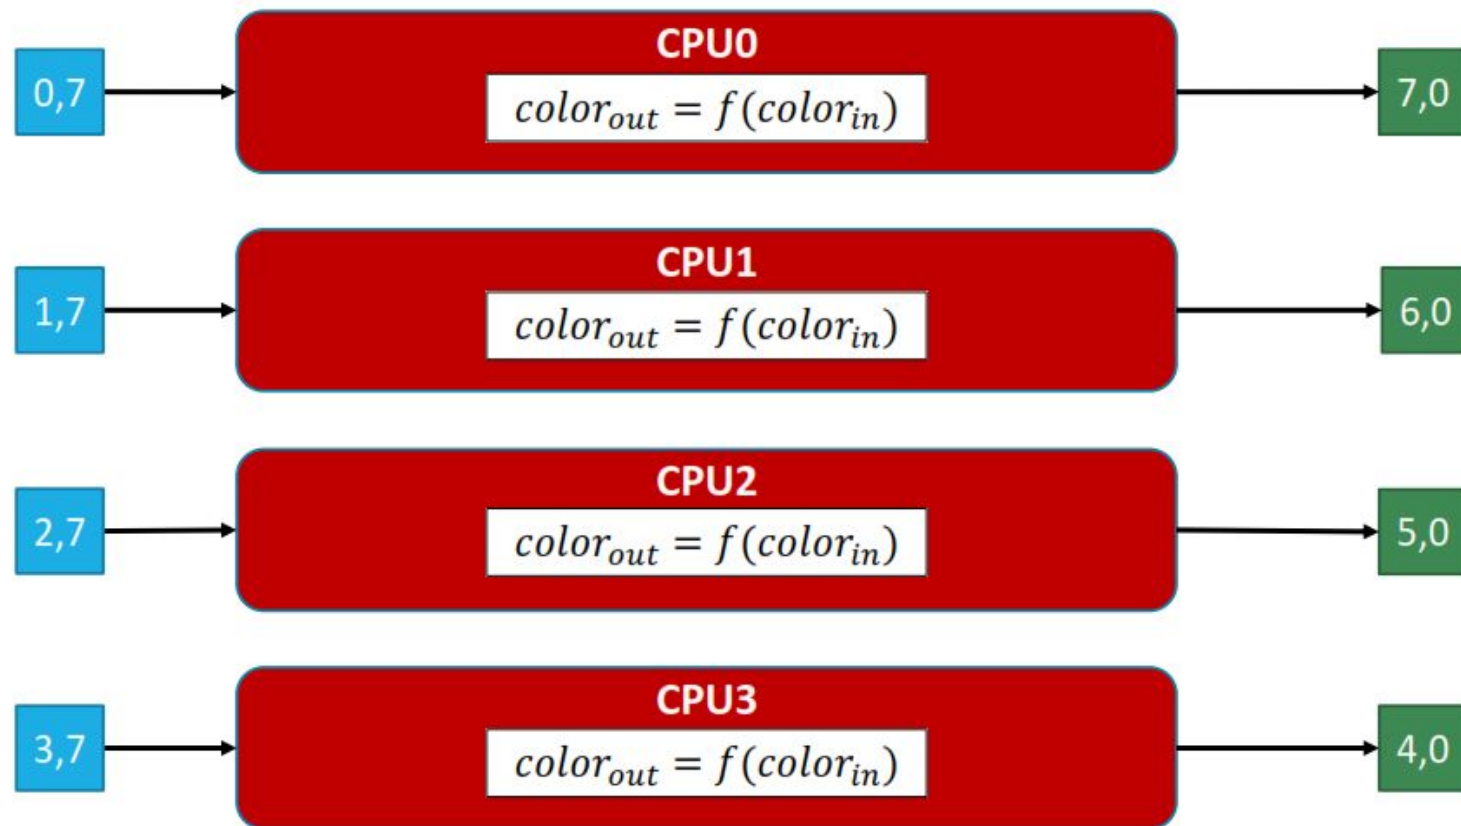 CPU0
0,7
color_out = f(color_in)
7,0
CPU1
1,7
color_out = f(color_in)
6,0
CPU2
2,7
color_out = f(color_in)
5,0
CPU3
3,7
color_out = f(color_in)
4,0